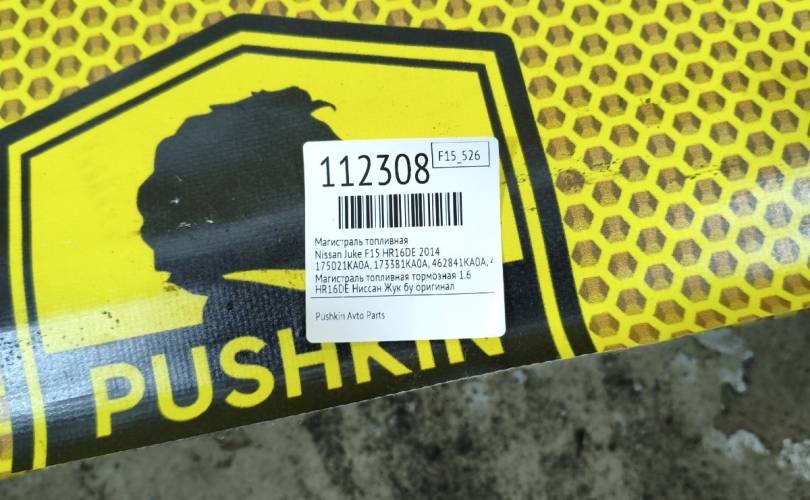 112308
F15_526
Магистраль топливная
Nissan Juke F15 HR16DE 2014
175021KA0A, 173381KA0A, 462841KA0A, 4
Магистраль топливная тормозная 1.6
HR16DE Ниссан Жук бу оригинал
Pushkin Avto Parts
PUSHKIN